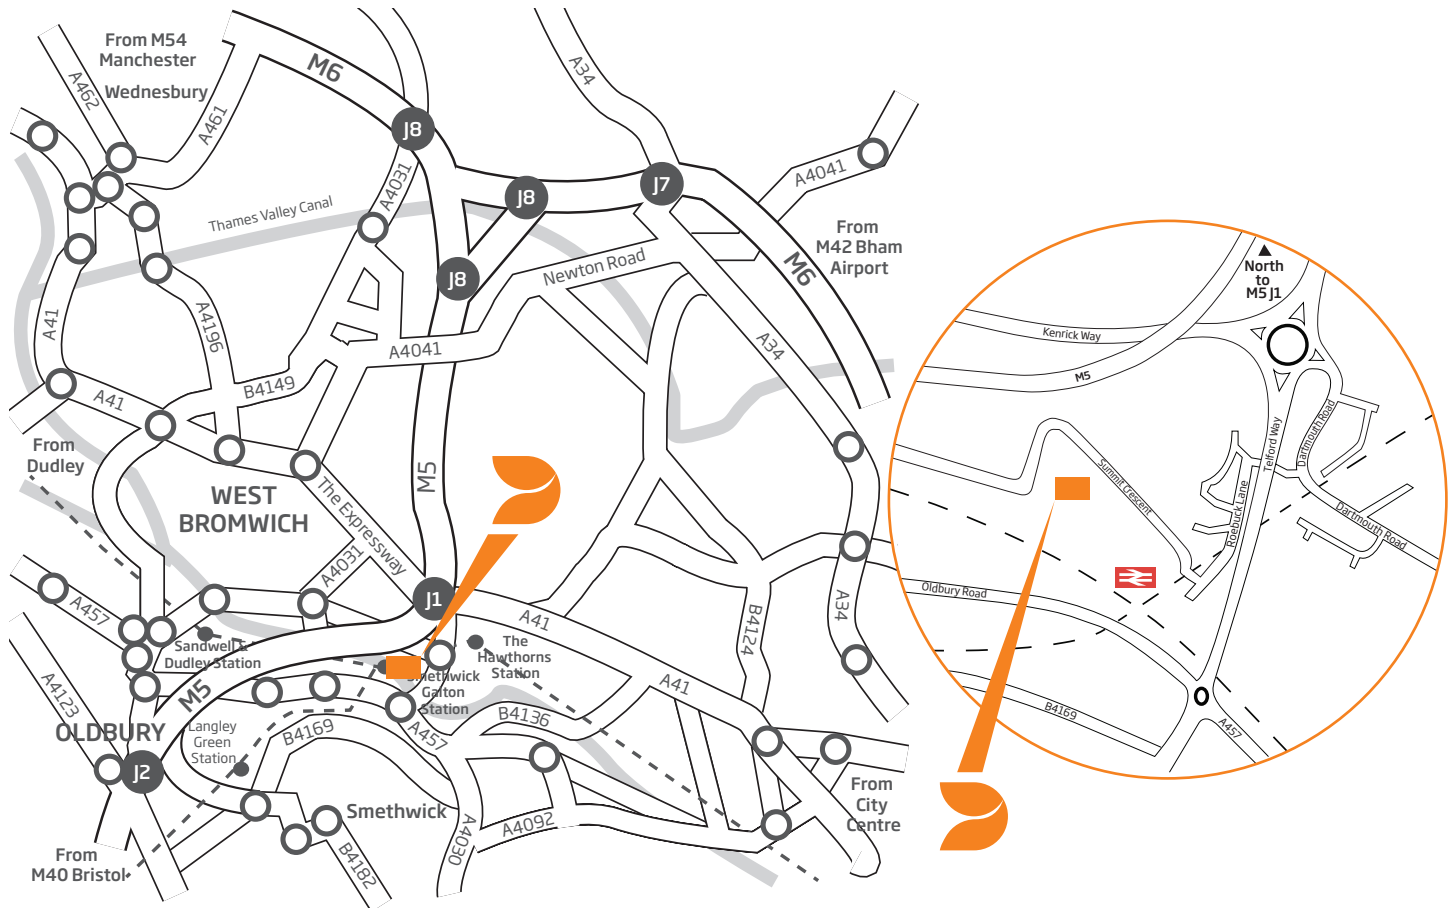 From M54
Manchester
Wednesbury
A462
A461
M6
J8
A34
A4031
J8
J7
A4041
Thames Valley Canal
From
M42 Bham
Airport
M6
Newton Road
J8
A41
A4196
A4041
A34
B4149
A41
From
Dudley
WEST
BROMWICH
M5
The Expressway
A4031
J1
A457
A41
A34
B4124
Sandwell &
Dudley Station
The
Hawthorns
Station
Smethwick
Galton
Station
A4123
M5
A41
OLDBURY
Langley
Green
Station
B4169
A457
B4136
J2
Smethwick
A4030
A4092
From
City
Centre
From
M40 Bristol
B4182
North
to
M5 J1
Kenrick Way
M5
Telford Way
Dartmouth Road
Summit Crescent
Roebuck Lane
Dartmouth Road
Oldbury Road
B4169
A457